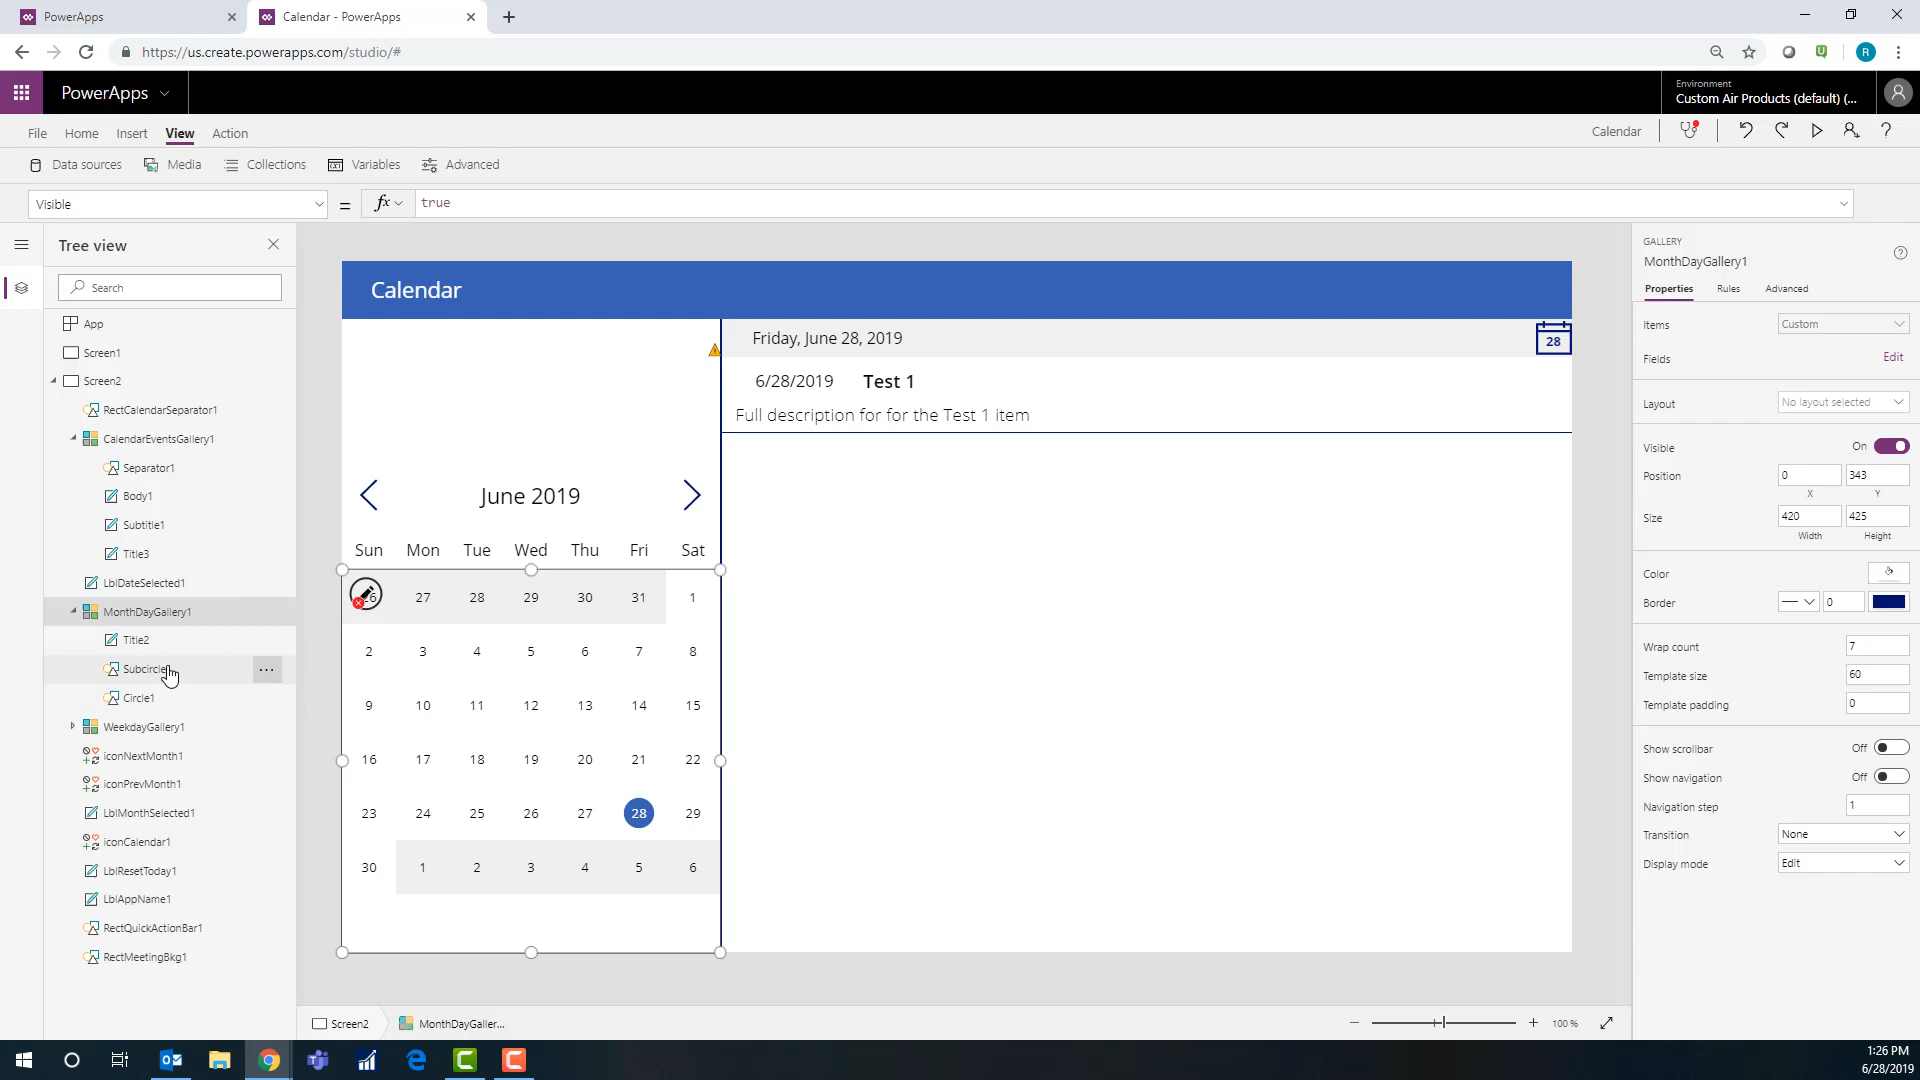 PowerApps
Calendar - PowerApps
https://us.create.powerapps.com/studio/#
R
PowerApps
Environment
Custom Air Products (default) (...
File Home Insert View Action
Calendar
Data sources Media Collections Variables Advanced
Visible = fx true
Tree view
Search
App
Screen1
Screen2
RectCalendarSeparator1
CalendarEventsGallery1
Separator1
Body1
Subtitle1
Title3
LblDateSelected1
MonthDayGallery1
Title2
Subcircle
Circle1
WeekdayGallery1
iconNextMonth1
iconPrevMonth1
LblMonthSelected1
iconCalendar1
LblResetToday1
LblAppName1
RectQuickActionBar1
RectMeetingBkg1
Calendar
Friday, June 28, 2019
28
6/28/2019 Test 1
Full description for for the Test 1 item
June 2019
Sun Mon Tue Wed Thu Fri Sat
27 28 29 30 31 1
2 3 4 5 6 7 8
9 10 11 12 13 14 15
16 17 18 19 20 21 22
23 24 25 26 27 28 29
30 1 2 3 4 5 6
GALLERY
MonthDayGallery1
Properties Rules Advanced
Items Custom
Fields Edit
Layout No layout selected
Visible On
Position 0 343
X Y
Size 420 425
Width Height
Color
Border 0
Wrap count 7
Template size 60
Template padding 0
Show scrollbar Off
Show navigation Off
Navigation step 1
Transition None
Display mode Edit
Screen2 MonthDayGaller...
100 %
1:26 PM
6/28/2019